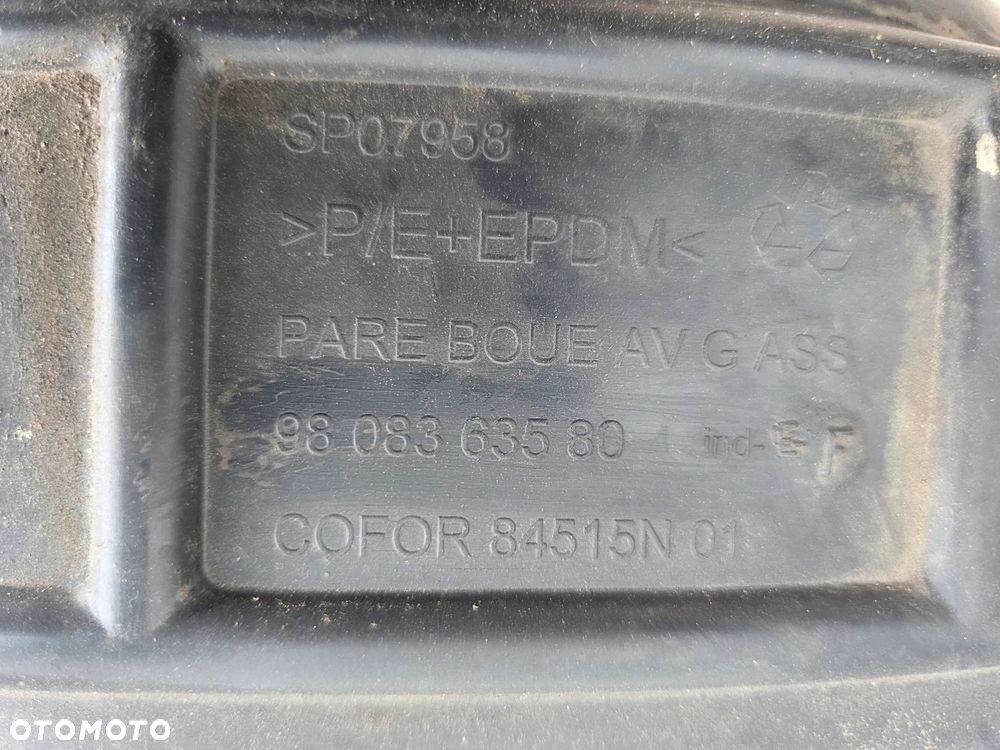 SP07958
>P/E+EPDM<
PARE BOUE AV G ASS
98 083 635 80 ind-E F
COFOR 84515N 01
OTOMOTO